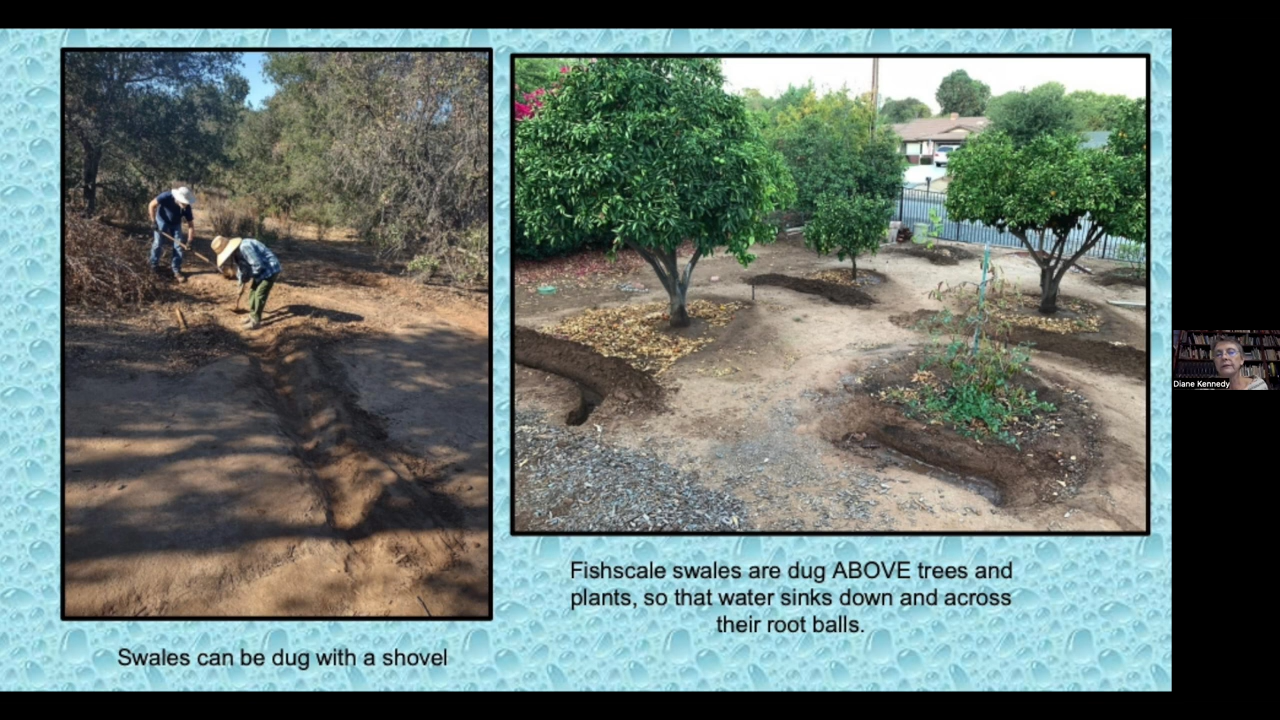 Swales can be dug with a shovel
Fishscale swales are dug ABOVE trees and
plants, so that water sinks down and across
their root balls.
Diane Kennedy